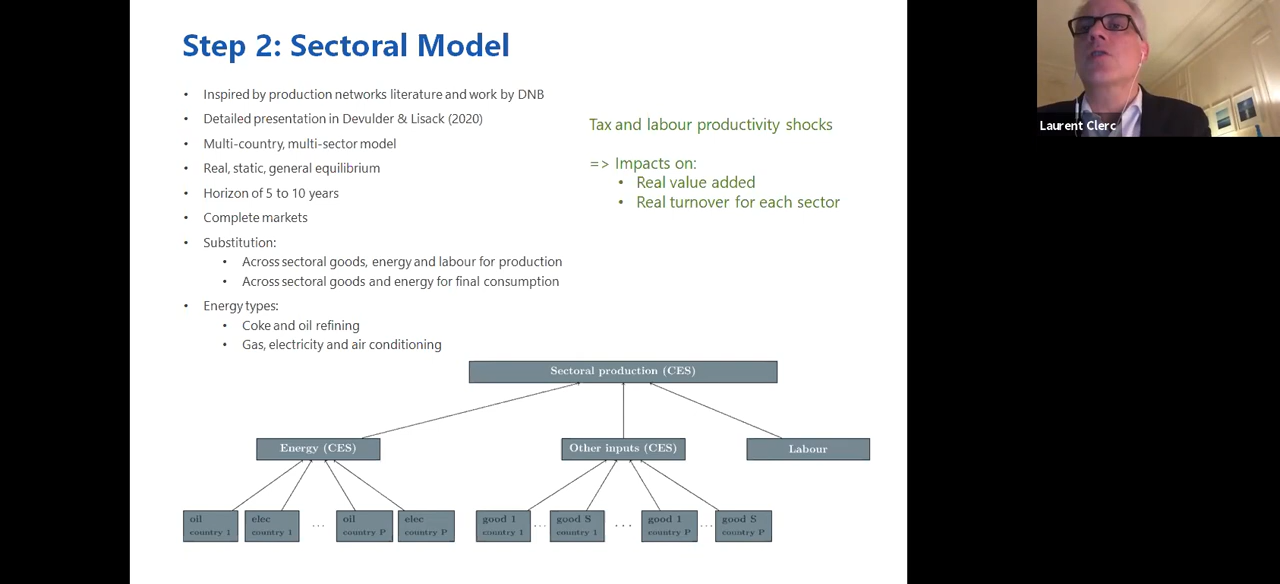 Step 2: Sectoral Model
• Inspired by production networks literature and work by DNB
• Detailed presentation in Devulder & Lisack (2020)
• Multi-country, multi-sector model
• Real, static, general equilibrium
• Horizon of 5 to 10 years
• Complete markets
• Substitution:
• Across sectoral goods, energy and labour for production
• Across sectoral goods and energy for final consumption
• Energy types:
• Coke and oil refining
• Gas, electricity and air conditioning
Tax and labour productivity shocks
=> Impacts on:
• Real value added
• Real turnover for each sector
Sectoral production (CES)
Energy (CES)
Other inputs (CES)
Labour
oil
country 1
elec
country 1
...
oil
country P
elec
country P
good 1
country 1
...
good S
country 1
...
good 1
country P
...
good S
country P
Laurent Clerc